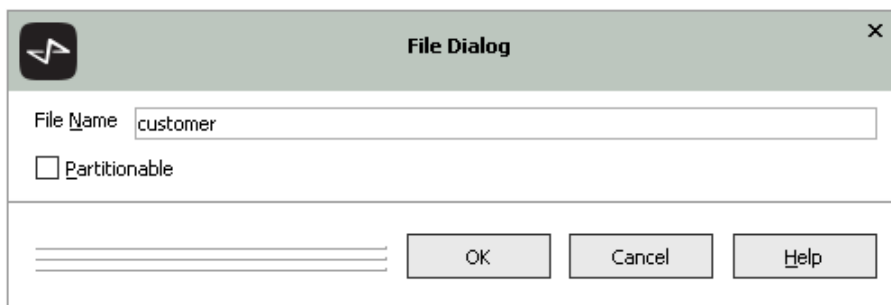 File Dialog
×
File Name customer
Partitionable
OK Cancel Help